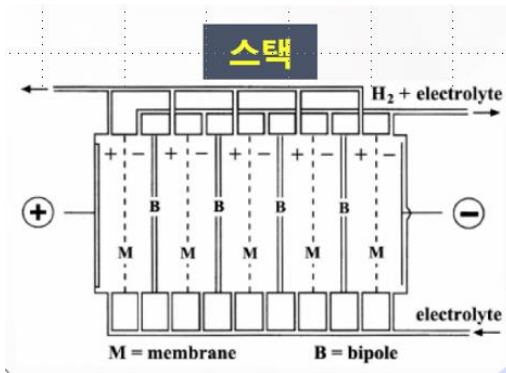 스택
H₂ + electrolyte
+ − + − + − + − + −
+ B B B B −
M M M M M
electrolyte
M = membrane B = bipole